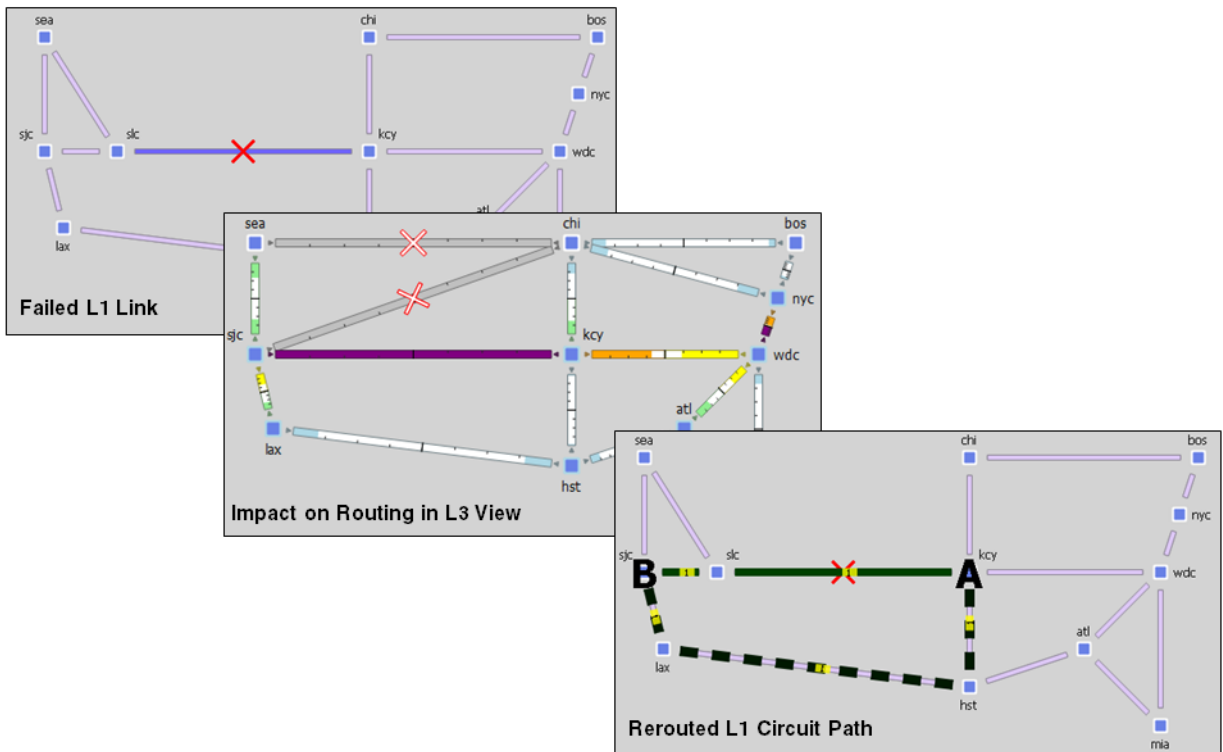 sea
chi
bos
nyc
sjc
slc
kcy
wdc
atl
lax
Failed L1 Link
sea
chi
bos
nyc
sjc
kcy
wdc
atl
lax
hst
Impact on Routing in L3 View
sea
chi
bos
nyc
sjc
slc
kcy
B
1
1
A
wdc
atl
lax
hst
mia
Rerouted L1 Circuit Path